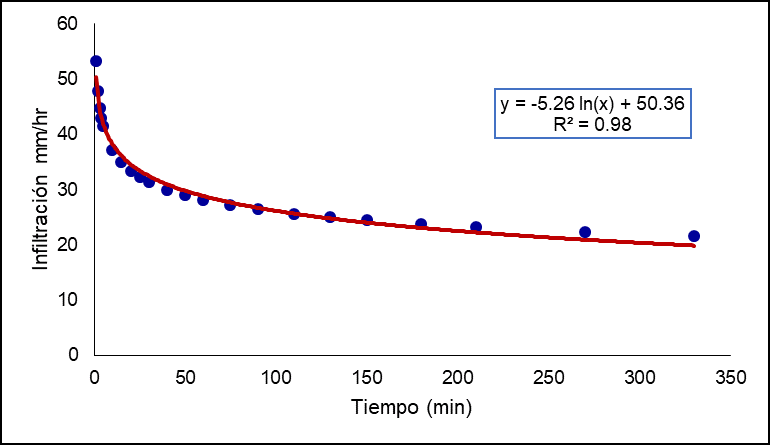 60
50
40
30
20
10
0
Infiltración mm/hr
y = -5.26 ln(x) + 50.36
R² = 0.98
0 50 100 150 200 250 300 350
Tiempo (min)